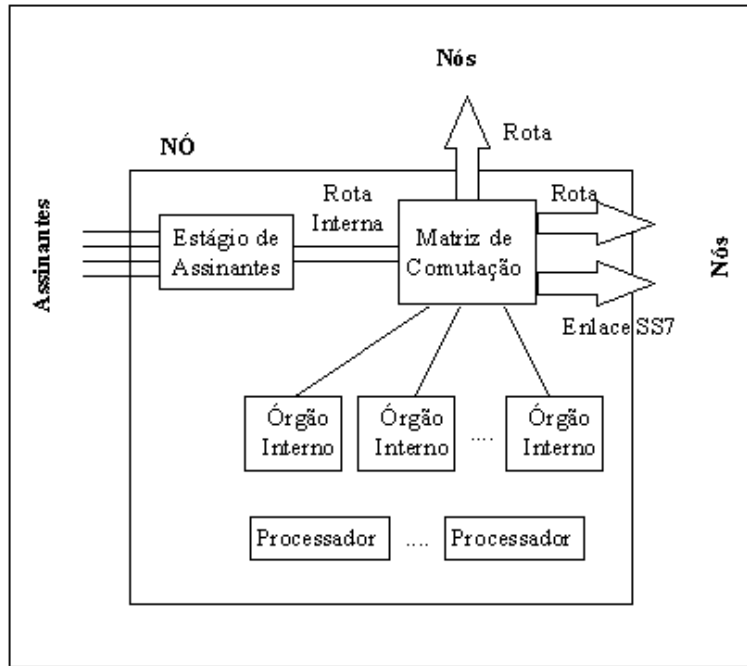 Nós
Rota
NÓ
Rota
Interna
Rota
Assinantes
Estágio de
Assinantes
Matriz de
Comutação
Nós
Enlace SS7
Órgão
Interno
Órgão
Interno
....
Órgão
Interno
Processador
....
Processador